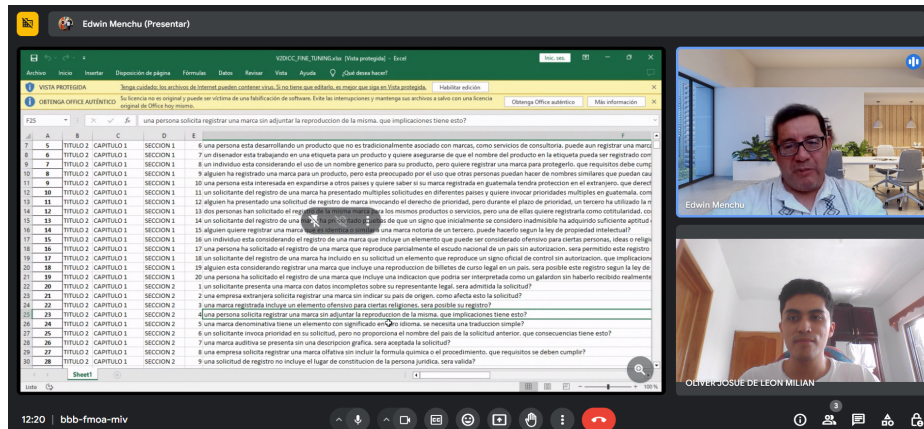 Edwin Menchu (Presentar)
V2DICC_FINE_TUNING.xlsx [Vista protegida] - Excel
Inic. ses.
Archivo Inicio Insertar Disposición de página Fórmulas Datos Revisar Vista Ayuda ¿Qué desea hacer?
VISTA PROTEGIDA Tenga cuidado: los archivos de Internet pueden contener virus. Si no tiene que editarlo, es mejor que siga en Vista protegida. Habilitar edición
OBTENGA OFFICE AUTÉNTICO Su licencia no es original y puede ser víctima de una falsificación de software. Evite las interrupciones y mantenga sus archivos a salvo con una licencia original de Office hoy mismo. Obtenga Office auténtico Más información
F25 fx una persona solicita registrar una marca sin adjuntar la reproduccion de la misma. que implicaciones tiene esto?
A B C D E F
7 5 TITULO 2 CAPITULO 1 SECCION 1 6 una persona esta desarrollando un producto que no es tradicionalmente asociado con marcas, como servicios de consultoria. puede aun registrar una marca
8 6 TITULO 2 CAPITULO 1 SECCION 1 7 un disenador esta trabajando en una etiqueta para un producto y quiere asegurarse de que el nombre del producto en la etiqueta pueda ser registrado com
9 7 TITULO 2 CAPITULO 1 SECCION 1 8 un individuo esta considerando el uso de un nombre generico para su producto, pero quiere registrar una marca para protegerlo. que requisitos debe cump
10 8 TITULO 2 CAPITULO 1 SECCION 1 9 alguien ha registrado una marca para un producto, pero esta preocupado por el uso que otras personas puedan hacer de nombres similares que puedan cau
11 9 TITULO 2 CAPITULO 1 SECCION 1 10 una persona esta interesada en expandirse a otros paises y quiere saber si su marca registrada en guatemala tendra proteccion en el extranjero. que derech
12 10 TITULO 2 CAPITULO 1 SECCION 1 11 un solicitante del registro de una marca ha presentado multiples solicitudes en diferentes paises y quiere invocar prioridades multiples en guatemala. com
13 11 TITULO 2 CAPITULO 1 SECCION 1 12 alguien ha presentado una solicitud de registro de marca invocando el derecho de prioridad, pero durante el plazo de prioridad, un tercero ha utilizado la m
14 12 TITULO 2 CAPITULO 1 SECCION 1 13 dos personas han solicitado el registro de la misma marca para los mismos productos o servicios, pero una de ellas quiere registrarla como cotitularidad. con
15 13 TITULO 2 CAPITULO 1 SECCION 1 14 un solicitante del registro de una marca ha presentado pruebas de que un signo que inicialmente se considero inadmisible ha adquirido suficiente aptitud
16 14 TITULO 2 CAPITULO 1 SECCION 1 15 alguien quiere registrar una marca que es identica o similar a una marca notoria de un tercero. puede hacerlo segun la ley de propiedad intelectual?
17 15 TITULO 2 CAPITULO 1 SECCION 1 16 un individuo esta considerando el registro de una marca que incluye un elemento que puede ser considerado ofensivo para ciertas personas, ideas o religio
18 16 TITULO 2 CAPITULO 1 SECCION 1 17 una persona ha solicitado el registro de una marca que reproduce parcialmente el escudo nacional de un pais sin autorizacion. sera permitido este registro
19 17 TITULO 2 CAPITULO 1 SECCION 1 18 un solicitante del registro de una marca ha incluido en su solicitud un elemento que reproduce un signo oficial de control sin autorizacion. que implicacione
20 18 TITULO 2 CAPITULO 1 SECCION 1 19 alguien esta considerando registrar una marca que incluye una reproduccion de billetes de curso legal en un pais. sera posible este registro segun la ley de
21 19 TITULO 2 CAPITULO 1 SECCION 1 20 una persona ha solicitado el registro de una marca que incluye una indicacion que podria ser interpretada como un galardon sin haberlo recibido realmente
22 20 TITULO 2 CAPITULO 1 SECCION 2 1 un solicitante presenta una marca con datos incompletos sobre su representante legal. sera admitida la solicitud?
23 21 TITULO 2 CAPITULO 1 SECCION 2 2 una empresa extranjera solicita registrar una marca sin indicar su pais de origen. como afecta esto la solicitud?
24 22 TITULO 2 CAPITULO 1 SECCION 2 3 una marca registrada incluye un elemento ofensivo para ciertas religiones. sera posible su registro?
25 23 TITULO 2 CAPITULO 1 SECCION 2 4 una persona solicita registrar una marca sin adjuntar la reproduccion de la misma. que implicaciones tiene esto?
26 24 TITULO 2 CAPITULO 1 SECCION 2 5 una marca denominativa tiene un elemento con significado en otro idioma. se necesita una traduccion simple?
27 25 TITULO 2 CAPITULO 1 SECCION 2 6 un solicitante invoca prioridad en su solicitud, pero no proporciona el nombre del pais de la solicitud anterior. que consecuencias tiene esto?
28 26 TITULO 2 CAPITULO 1 SECCION 2 7 una marca auditiva se presenta sin una descripcion grafica. sera aceptada la solicitud?
29 27 TITULO 2 CAPITULO 1 SECCION 2 8 una empresa solicita registrar una marca olfativa sin incluir la formula quimica o el procedimiento. que requisitos se deben cumplir?
30 28 TITULO 2 CAPITULO 1 SECCION 2 9 una solicitud de registro no incluye el lugar de constitucion de la persona juridica. sera valida?
Sheet1
Listo 100 %
Edwin Menchu
OLIVER JOSUE DE LEON MILIAN
12:20 | bbb-fmoa-miv
3